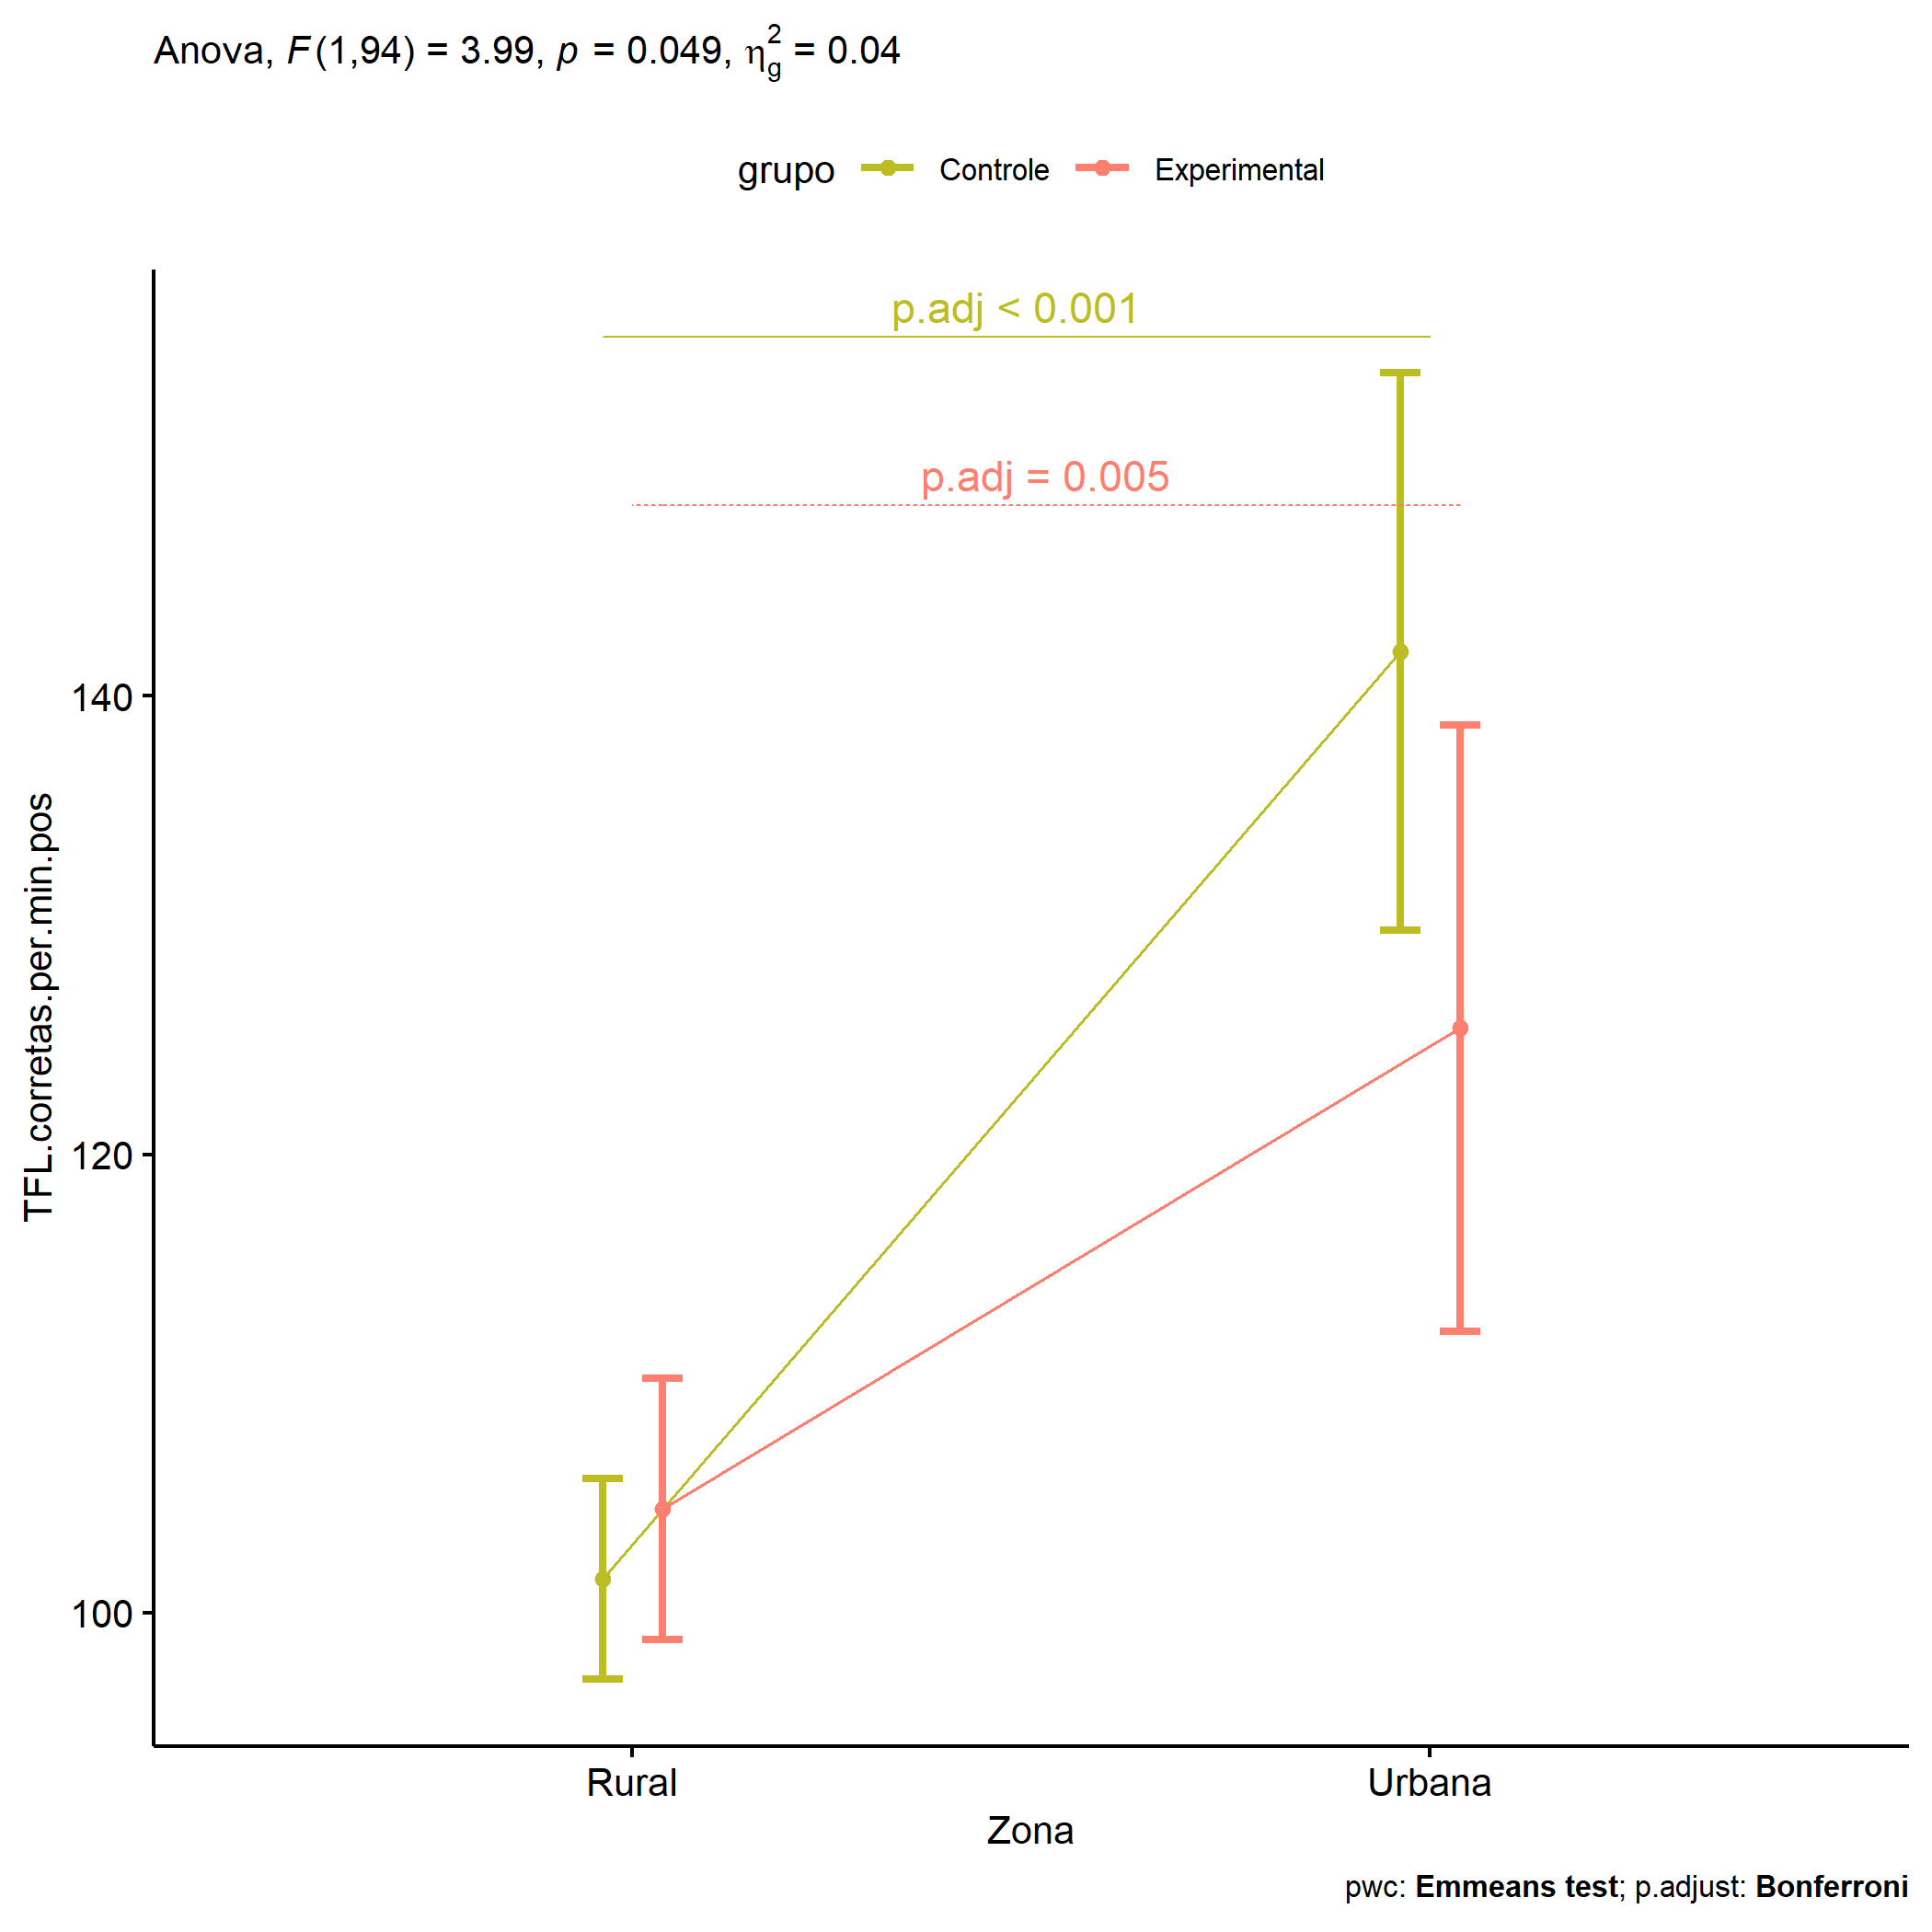 Anova, F(1,94) = 3.99, p = 0.049, η²g = 0.04
grupo Controle Experimental
p.adj < 0.001
p.adj = 0.005
140
120
100
TFL.corretas.per.min.pos
Rural Urbana
Zona
pwc: Emmeans test; p.adjust: Bonferroni